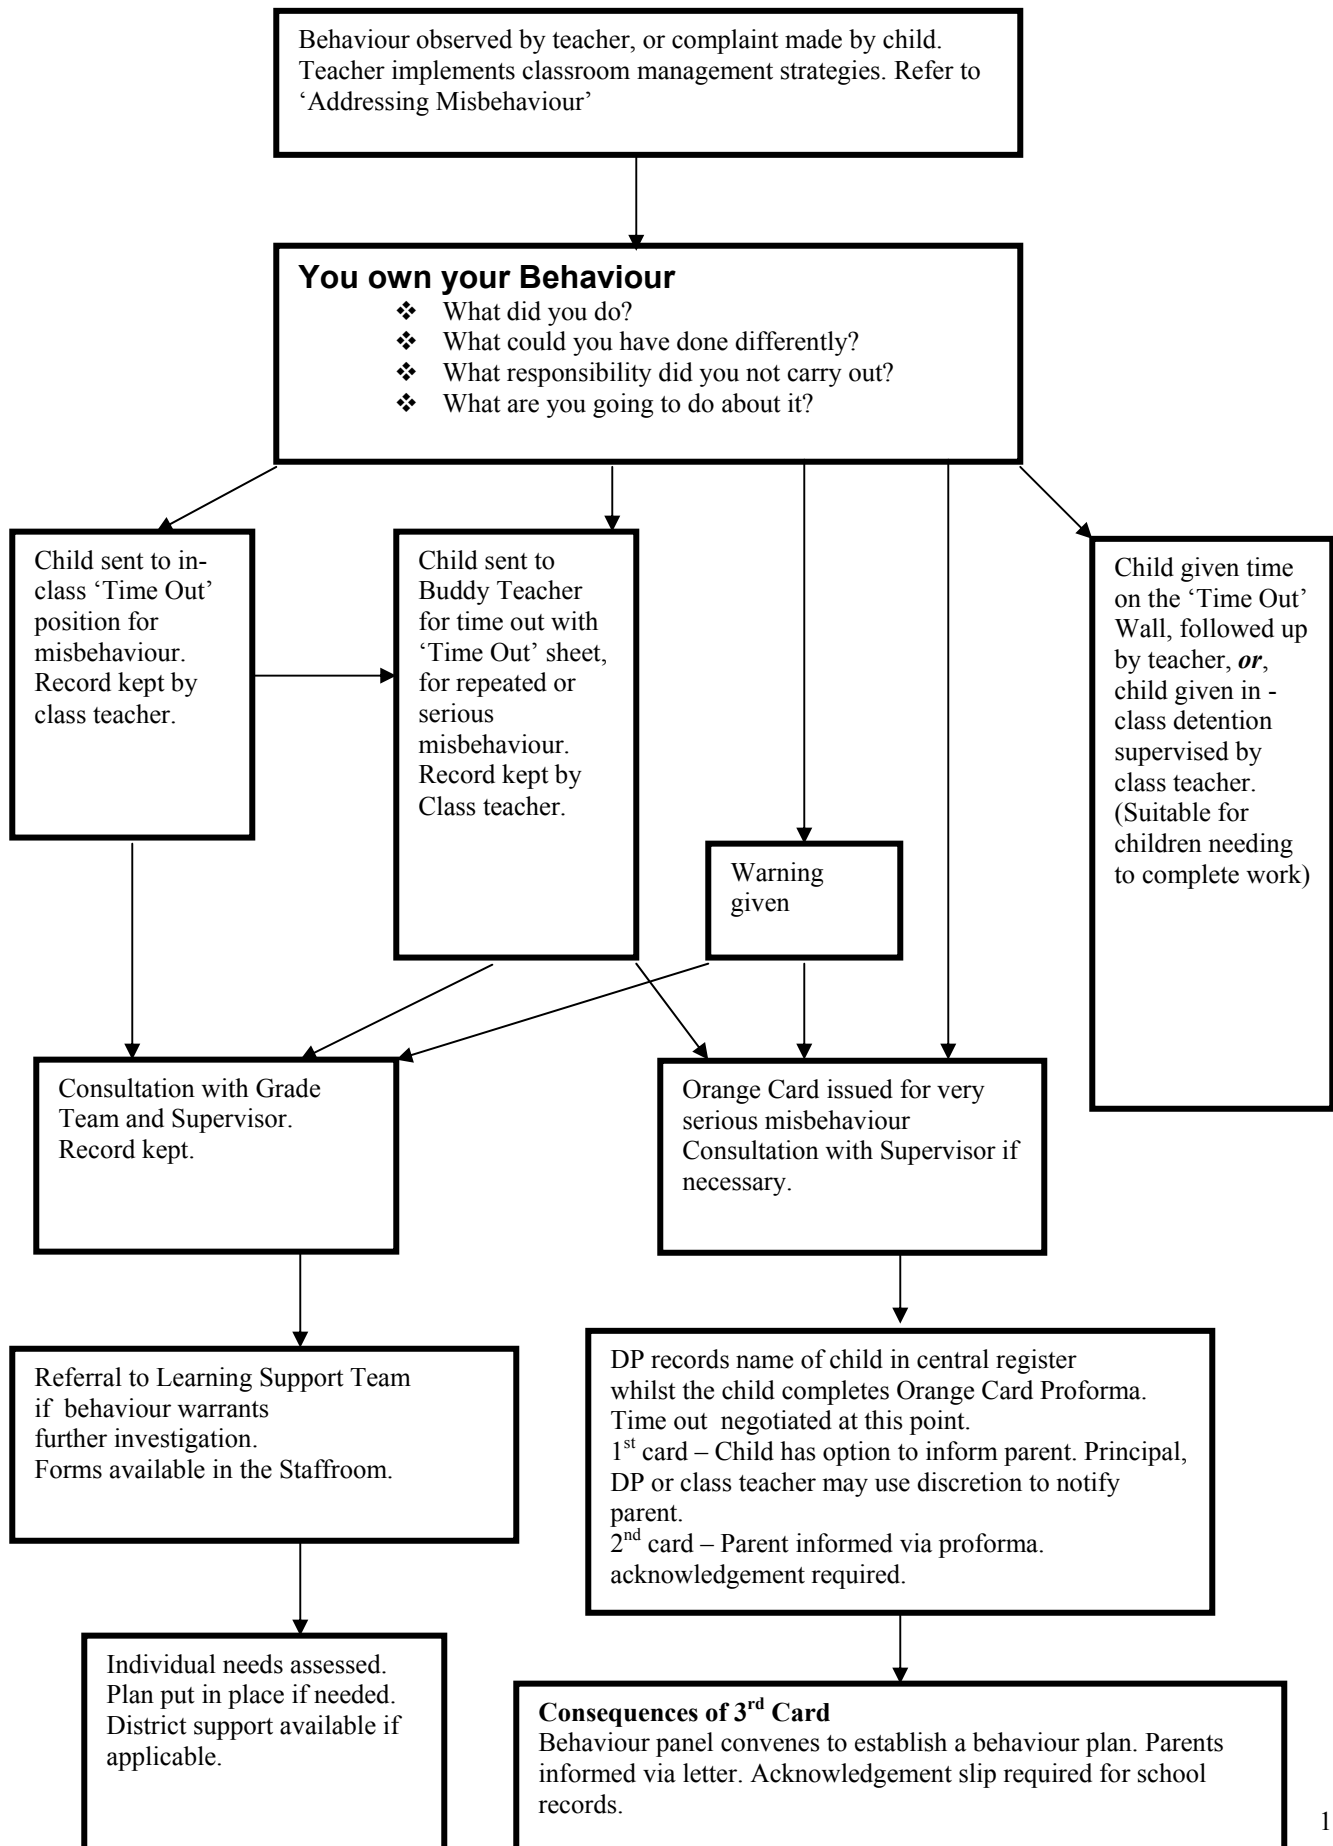 Behaviour observed by teacher, or complaint made by child.
Teacher implements classroom management strategies. Refer to
‘Addressing Misbehaviour’
You own your Behaviour
❖ What did you do?
❖ What could you have done differently?
❖ What responsibility did you not carry out?
❖ What are you going to do about it?
Child sent to in-
class ‘Time Out’
position for
misbehaviour.
Record kept by
class teacher.
Child sent to
Buddy Teacher
for time out with
‘Time Out’ sheet,
for repeated or
serious
misbehaviour.
Record kept by
Class teacher.
Warning
given
Child given time
on the ‘Time Out’
Wall, followed up
by teacher, or,
child given in -
class detention
supervised by
class teacher.
(Suitable for
children needing
to complete work)
Consultation with Grade
Team and Supervisor.
Record kept.
Orange Card issued for very
serious misbehaviour
Consultation with Supervisor if
necessary.
Referral to Learning Support Team
if behaviour warrants
further investigation.
Forms available in the Staffroom.
DP records name of child in central register
whilst the child completes Orange Card Proforma.
Time out negotiated at this point.
1st card – Child has option to inform parent. Principal,
DP or class teacher may use discretion to notify
parent.
2nd card – Parent informed via proforma.
acknowledgement required.
Individual needs assessed.
Plan put in place if needed.
District support available if
applicable.
Consequences of 3rd Card
Behaviour panel convenes to establish a behaviour plan. Parents
informed via letter. Acknowledgement slip required for school
records.
1